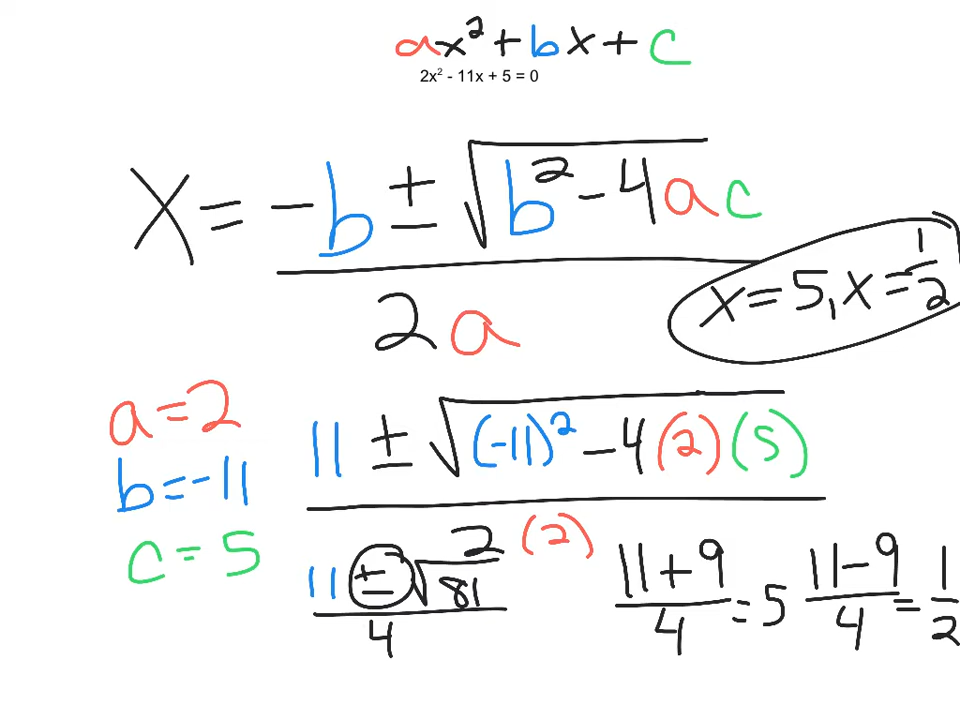 ax² + bx + c
2x² - 11x + 5 = 0
x = -b ± √b² - 4ac
2a
x = 5, x = 1/2
a = 2
b = -11
c = 5
11 ± √(-11)² - 4(2)(5)
2 (2)
11 ± √81
4
11 + 9
4
= 5
11 - 9
4
= 1/2